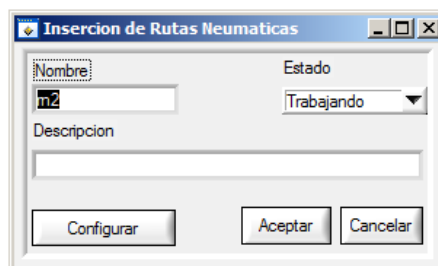 Insercion de Rutas Neumaticas
Nombre Estado
m2 Trabajando
Descripcion
Configurar Aceptar Cancelar